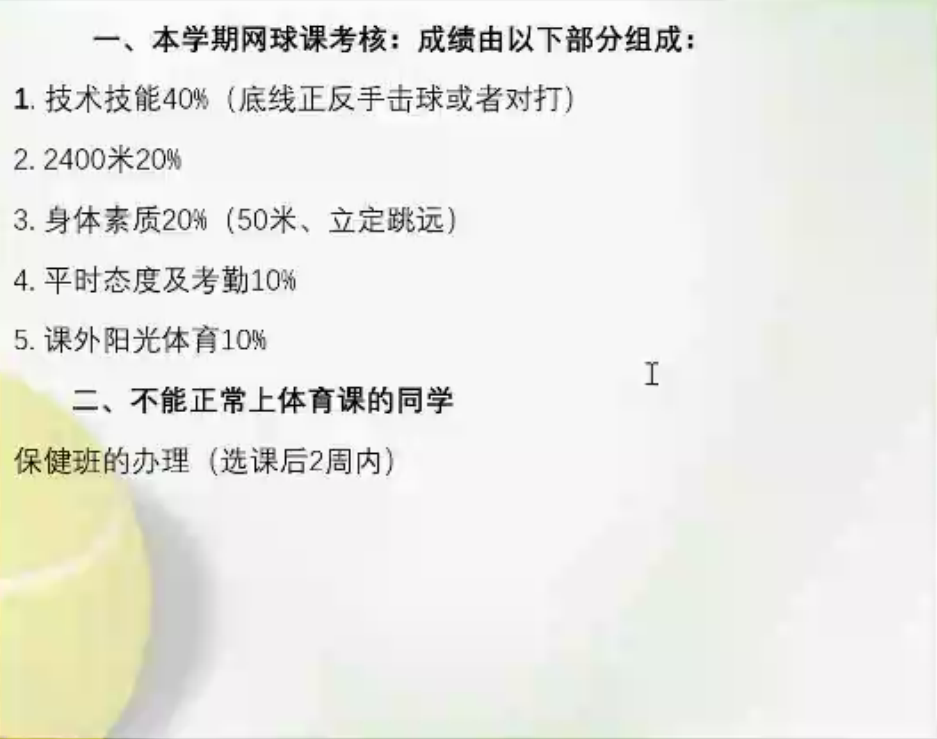 一、本学期网球课考核：成绩由以下部分组成：
1. 技术技能40%（底线正反手击球或者对打）
2. 2400米20%
3. 身体素质20%（50米、立定跳远）
4. 平时态度及考勤10%
5. 课外阳光体育10%
二、不能正常上体育课的同学
保健班的办理（选课后2周内）